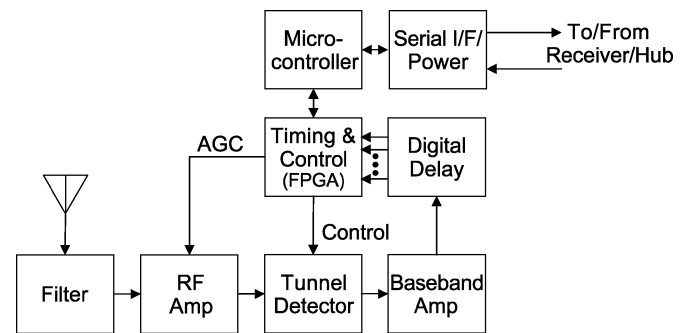 Micro-
controller
Serial I/F/
Power
To/From
Receiver/Hub
AGC
Timing &
Control
(FPGA)
Digital
Delay
Control
Filter
RF
Amp
Tunnel
Detector
Baseband
Amp